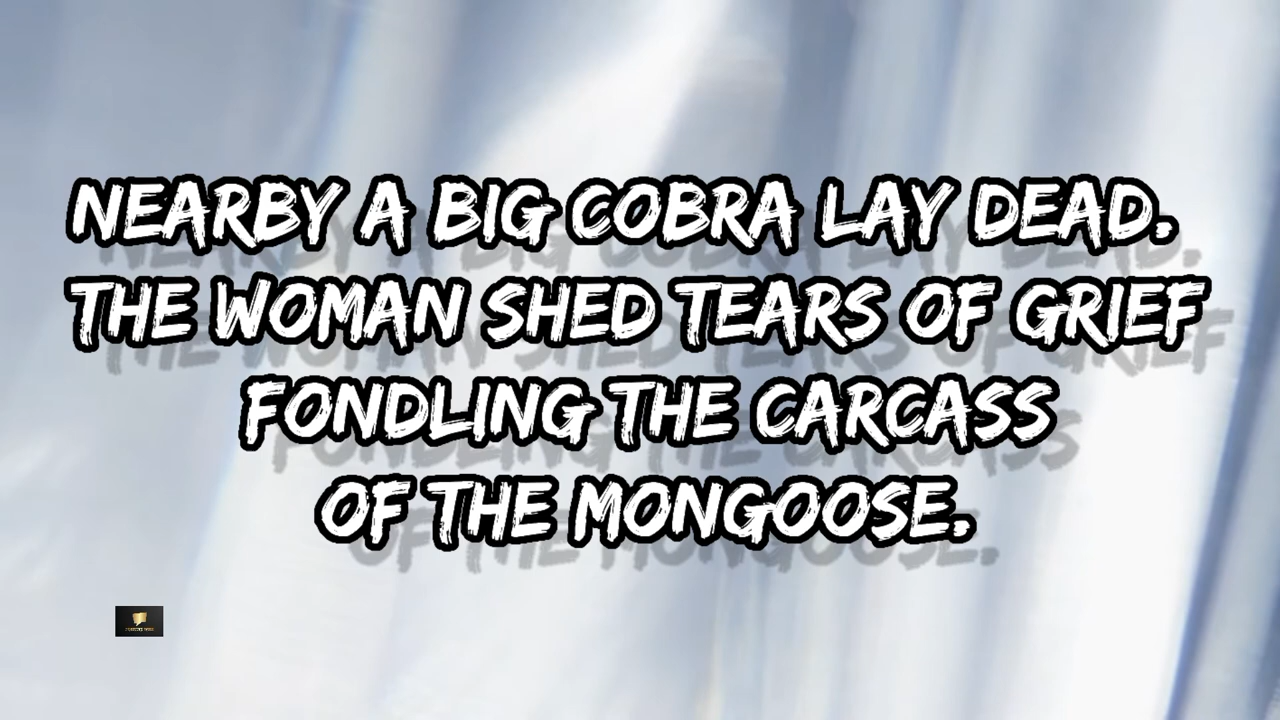 NEARBY A BIG COBRA LAY DEAD.
THE WOMAN SHED TEARS OF GRIEF
FONDLING THE CARCASS
OF THE MONGOOSE.